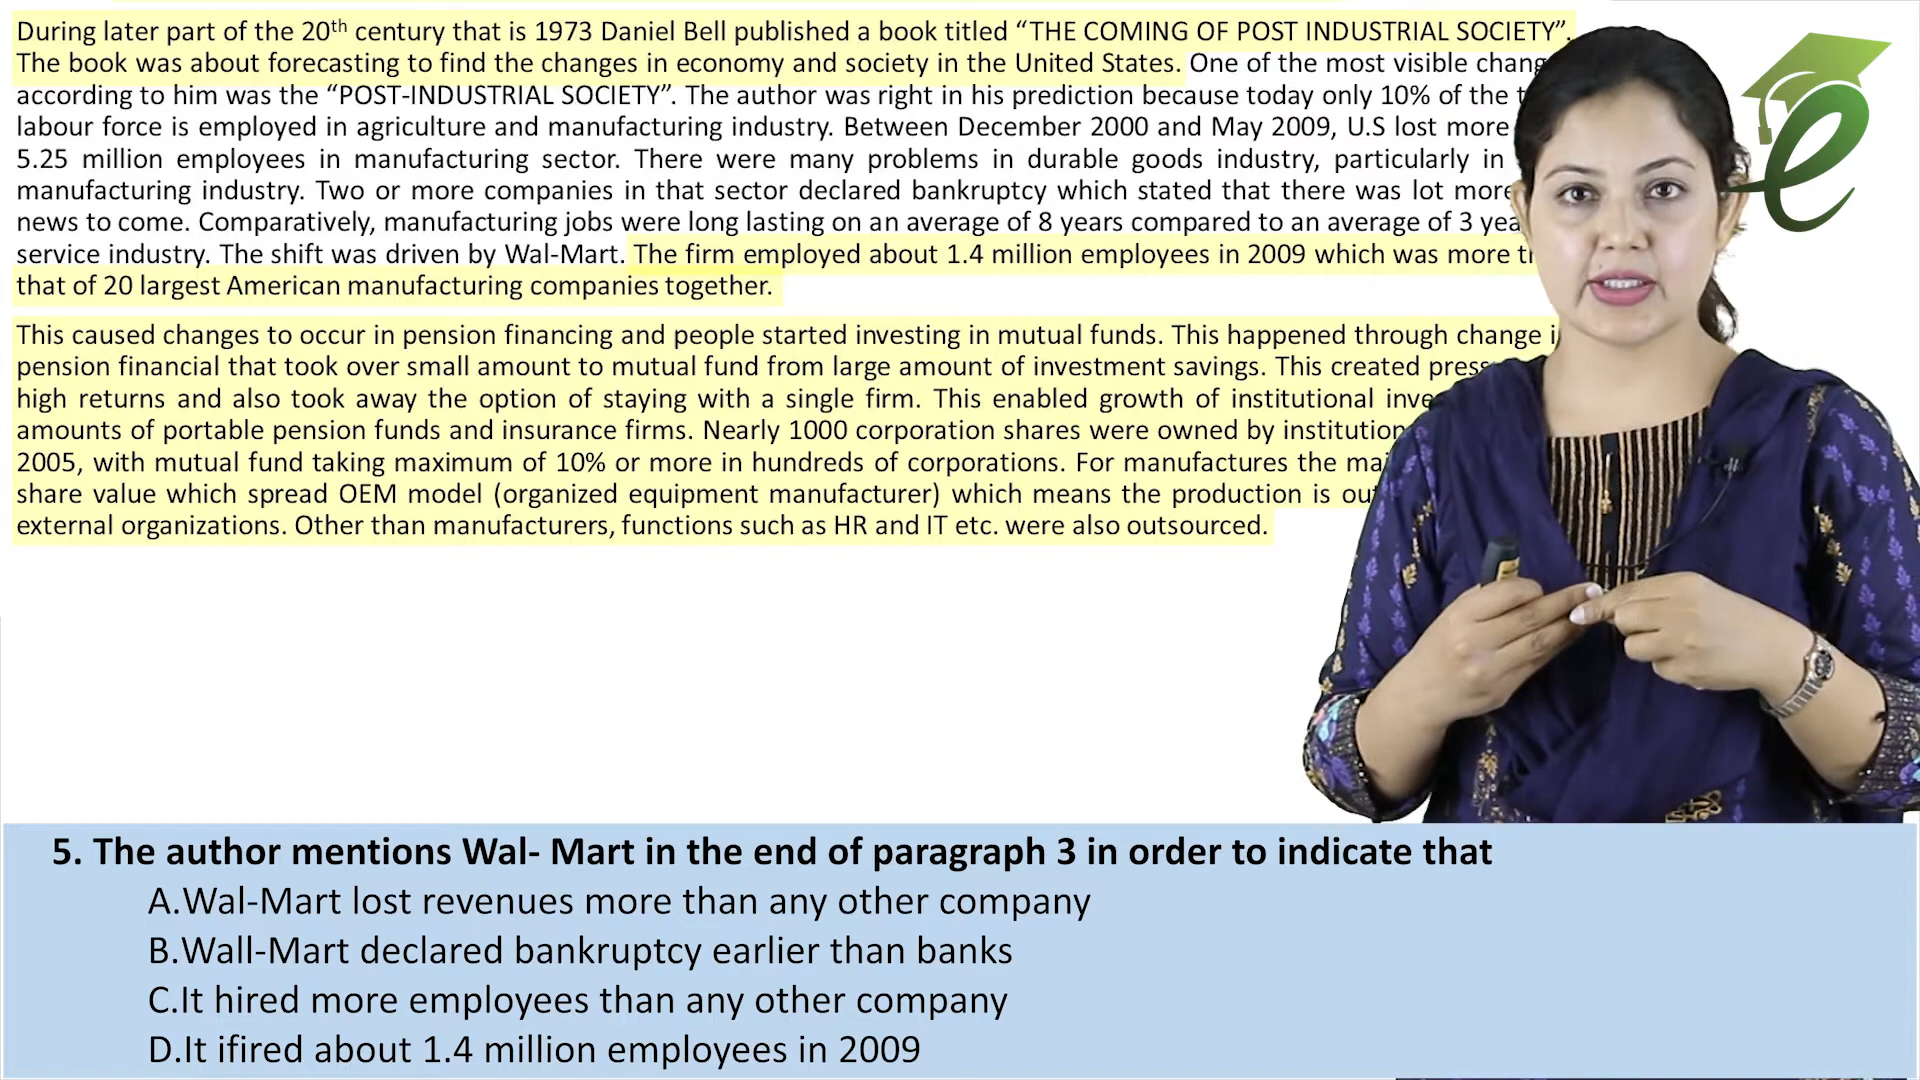 During later part of the 20th century that is 1973 Daniel Bell published a book titled “THE COMING OF POST INDUSTRIAL SOCIETY”.
The book was about forecasting to find the changes in economy and society in the United States. One of the most visible
according to him was the “POST-INDUSTRIAL SOCIETY”. The author was right in his prediction because today only 10% of the
labour force is employed in agriculture and manufacturing industry. Between December 2000 and May 2009, U.S lost more
5.25 million employees in manufacturing sector. There were many problems in durable goods industry, particularly in
manufacturing industry. Two or more companies in that sector declared bankruptcy which stated that there was lot more
news to come. Comparatively, manufacturing jobs were long lasting on an average of 8 years compared to an average of 3
service industry. The shift was driven by Wal-Mart. The firm employed about 1.4 million employees in 2009 which was more
that of 20 largest American manufacturing companies together.
This caused changes to occur in pension financing and people started investing in mutual funds. This happened through change
pension financial that took over small amount to mutual fund from large amount of investment savings. This created
high returns and also took away the option of staying with a single firm. This enabled growth of institutional
amounts of portable pension funds and insurance firms. Nearly 1000 corporation shares were owned by
2005, with mutual fund taking maximum of 10% or more in hundreds of corporations. For manufactures the
share value which spread OEM model (organized equipment manufacturer) which means the production is
external organizations. Other than manufacturers, functions such as HR and IT etc. were also outsourced.
5. The author mentions Wal- Mart in the end of paragraph 3 in order to indicate that
A.Wal-Mart lost revenues more than any other company
B.Wall-Mart declared bankruptcy earlier than banks
C.It hired more employees than any other company
D.It ifired about 1.4 million employees in 2009